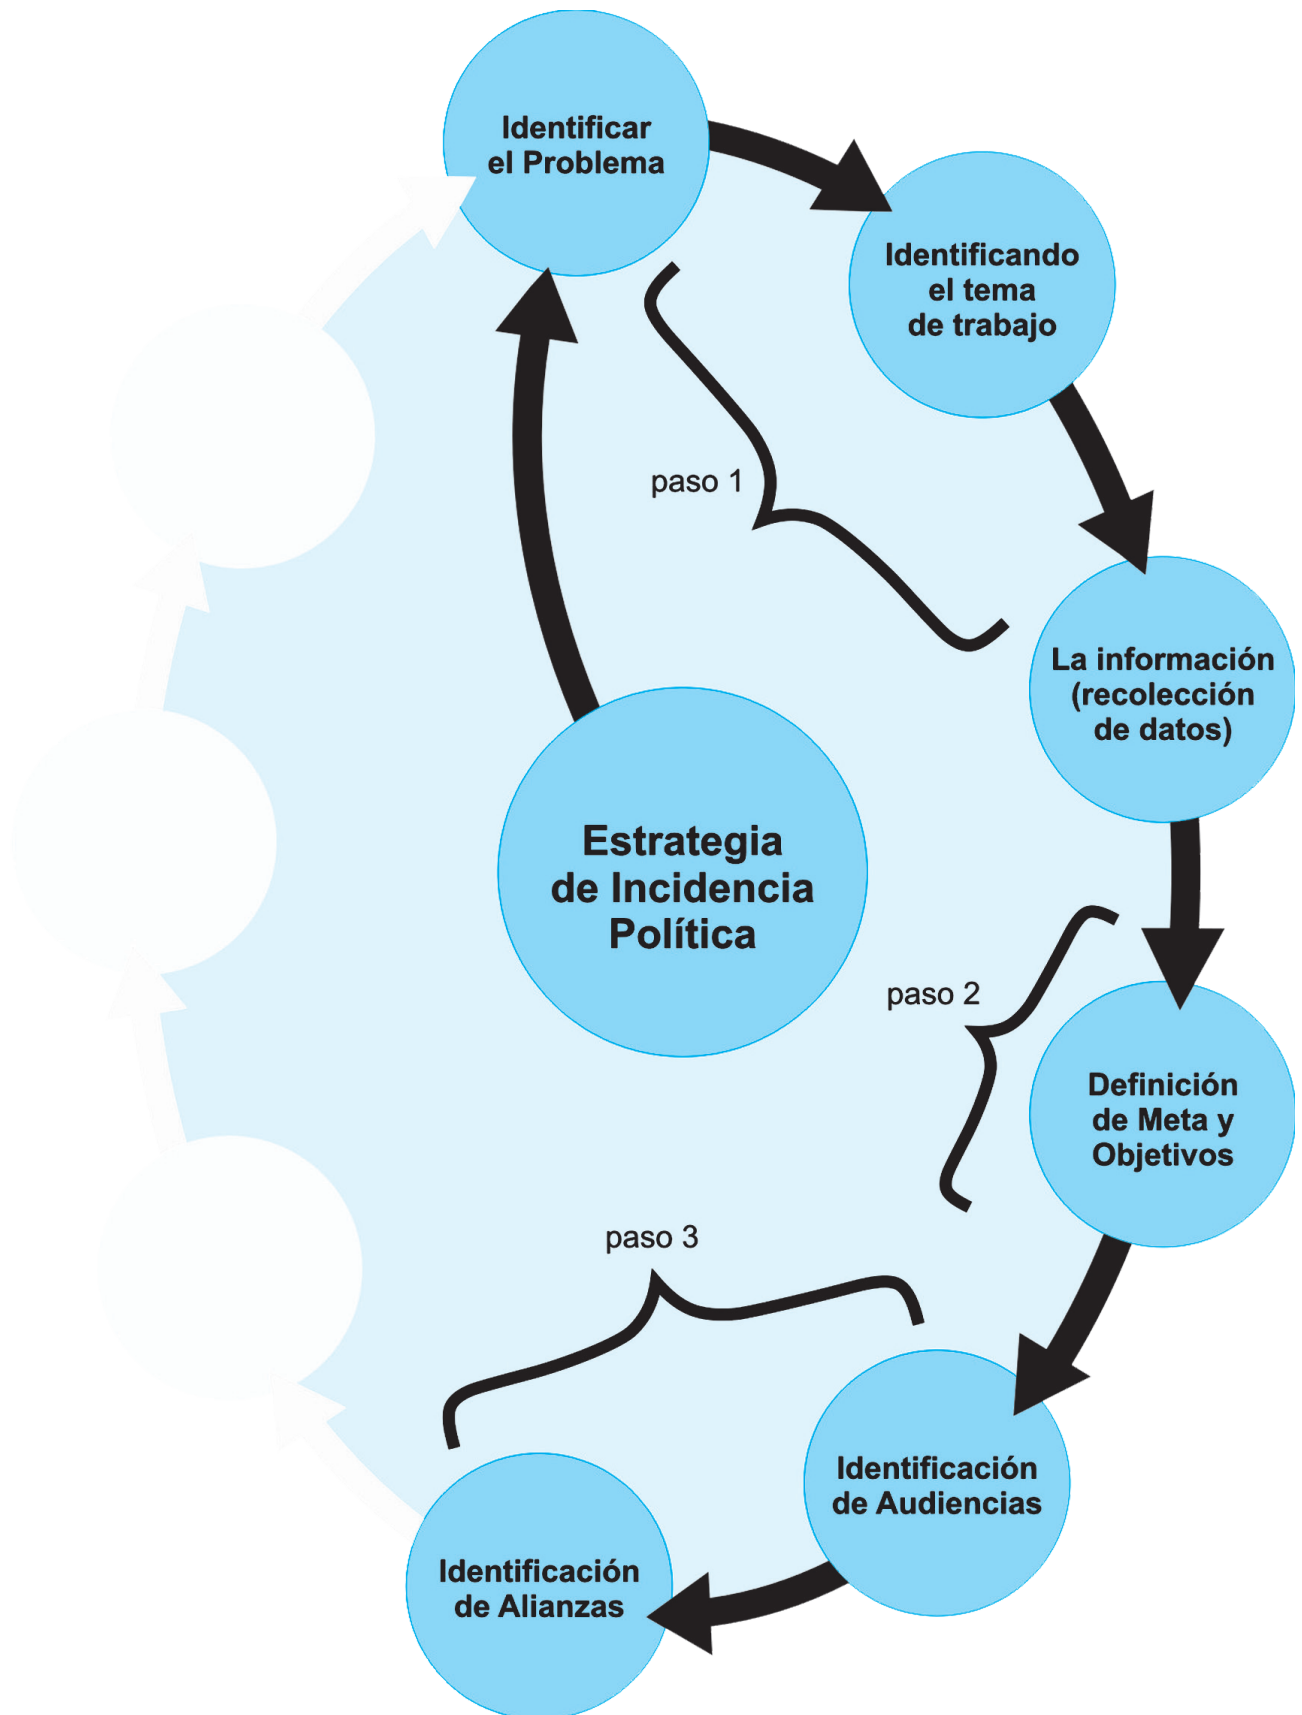 Identificar
el Problema
Identificando
el tema
de trabajo
paso 1
La información
(recolección
de datos)
Estrategia
de Incidencia
Política
paso 2
Definición
de Meta y
Objetivos
paso 3
Identificación
de Audiencias
Identificación
de Alianzas